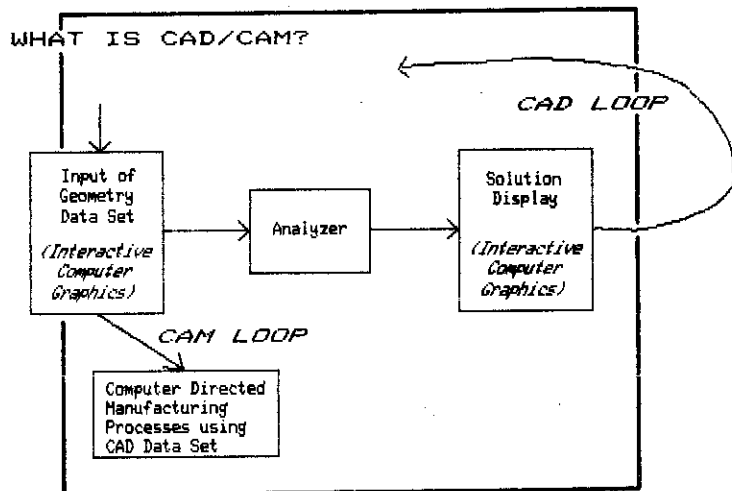 WHAT IS CAD/CAM?
CAD LOOP
Input of
Geometry
Data Set
(Interactive
Computer
Graphics)
Analyzer
Solution
Display
(Interactive
Computer
Graphics)
CAM LOOP
Computer Directed
Manufacturing
Processes using
CAD Data Set